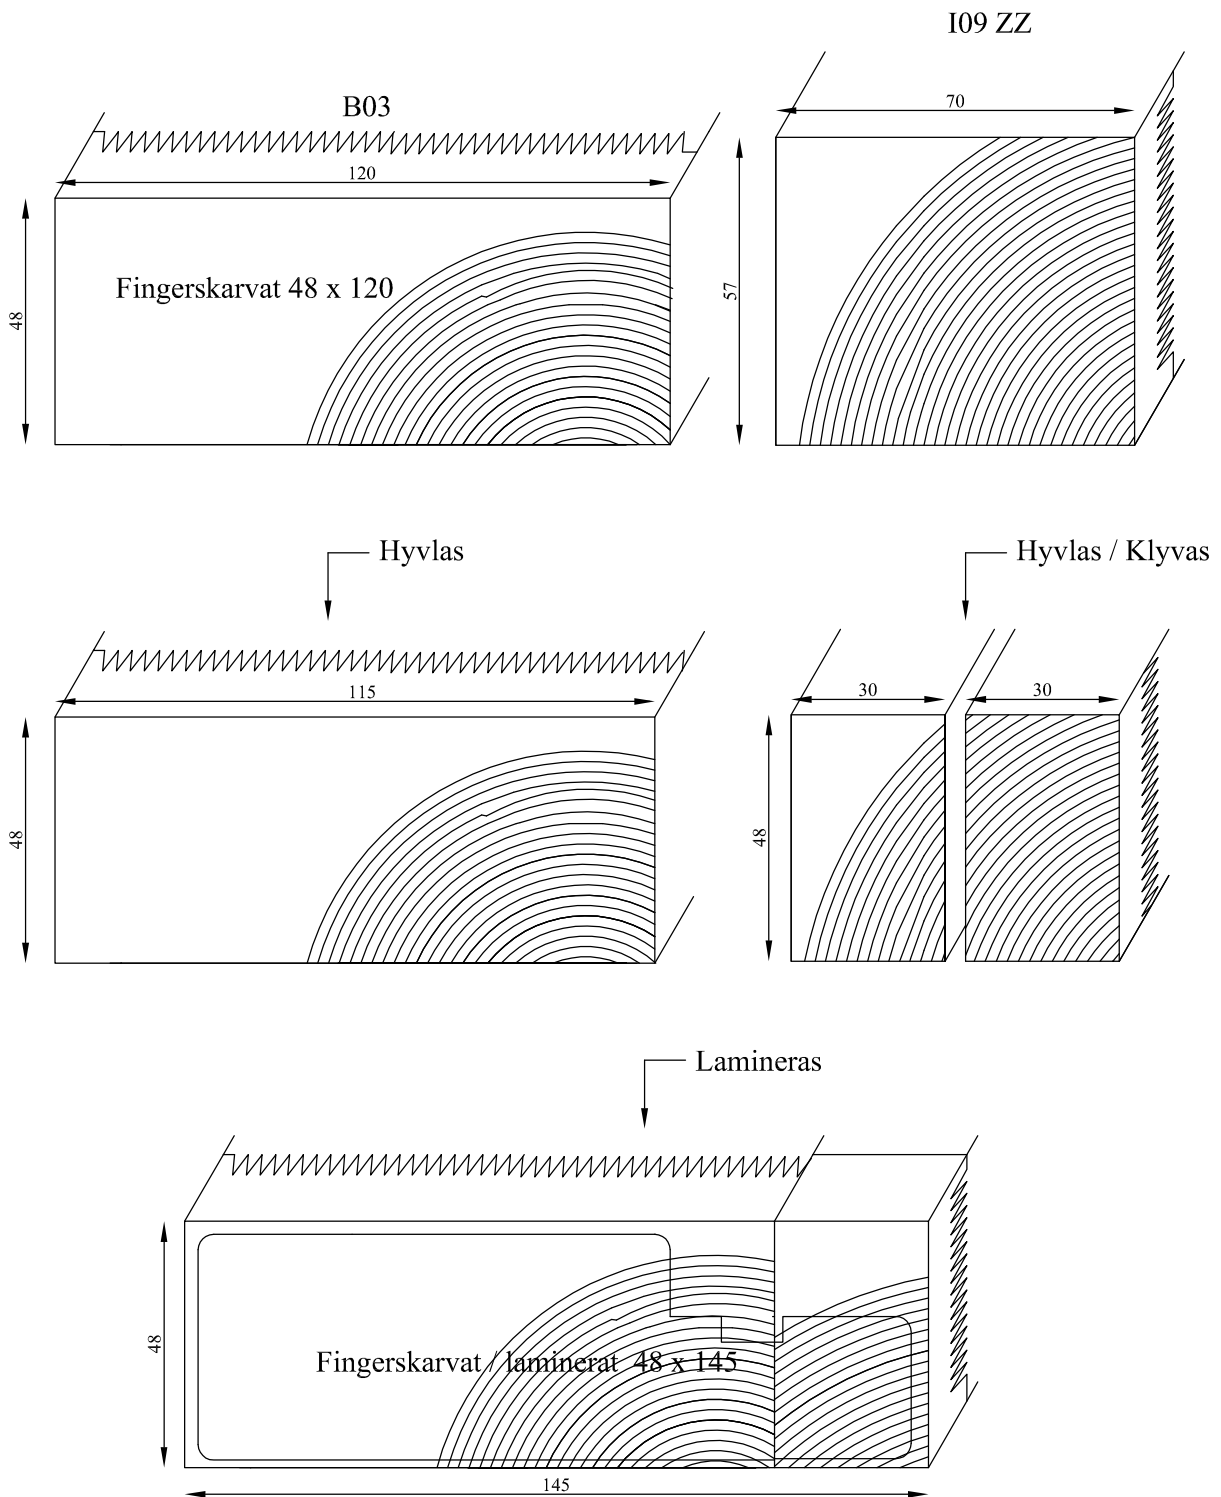 I09 ZZ
B03
70
120
Fingerskarvat 48 x 120
48
57
Hyvlas
Hyvlas / Klyvas
115
30
30
48
48
Lamineras
48
Fingerskarvat / laminerat 48 x 145
145